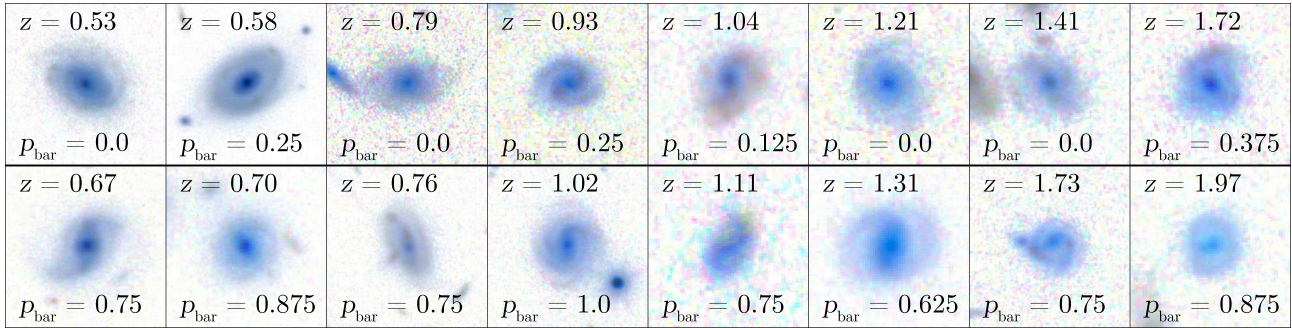 z = 0.53 z = 0.58 z = 0.79 z = 0.93 z = 1.04 z = 1.21 z = 1.41 z = 1.72
p_bar = 0.0 p_bar = 0.25 p_bar = 0.0 p_bar = 0.25 p_bar = 0.125 p_bar = 0.0 p_bar = 0.0 p_bar = 0.375
z = 0.67 z = 0.70 z = 0.76 z = 1.02 z = 1.11 z = 1.31 z = 1.73 z = 1.97
p_bar = 0.75 p_bar = 0.875 p_bar = 0.75 p_bar = 1.0 p_bar = 0.75 p_bar = 0.625 p_bar = 0.75 p_bar = 0.875